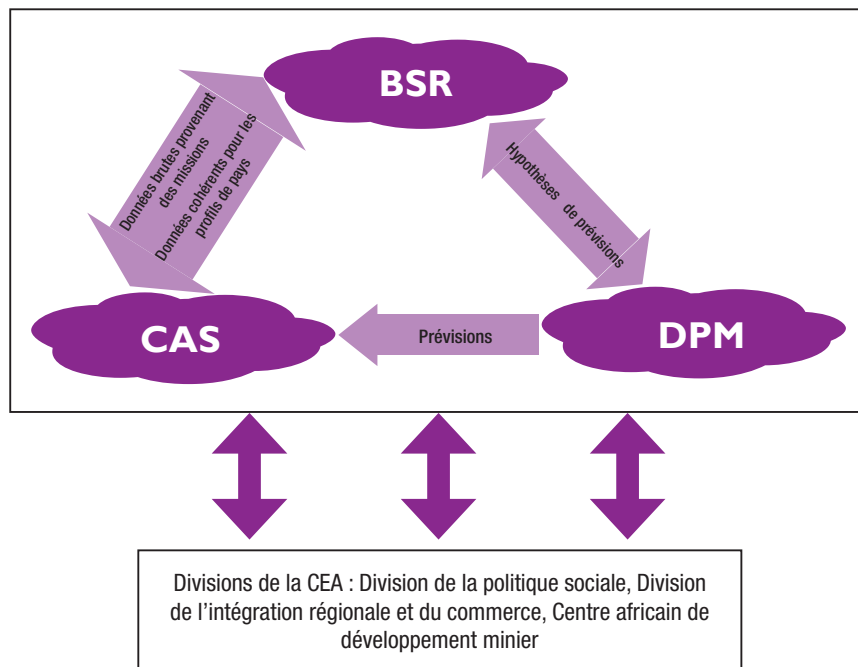 BSR
Données brutes provenant
des missions
Données cohérents pour les
profils de pays
Hypothèses de prévisions
CAS
Prévisions
DPM
Divisions de la CEA : Division de la politique sociale, Division
de l’intégration régionale et du commerce, Centre africain de
développement minier